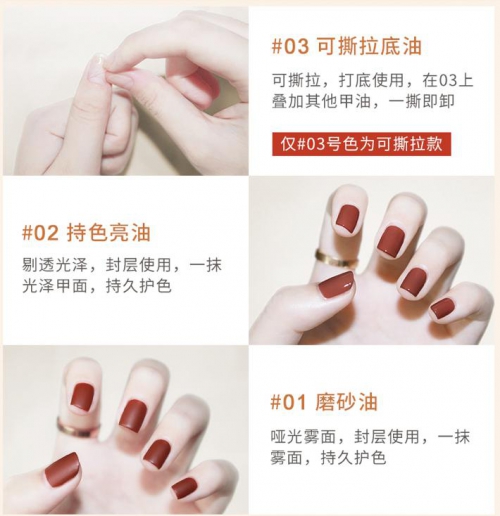 #03 可撕拉底油
可撕拉，打底使用，在03上
叠加其他甲油，一撕即卸
仅#03号色为可撕拉款
#02 持色亮油
剔透光泽，封层使用，一抹
光泽甲面，持久护色
#01 磨砂油
哑光雾面，封层使用，一抹
雾面，持久护色